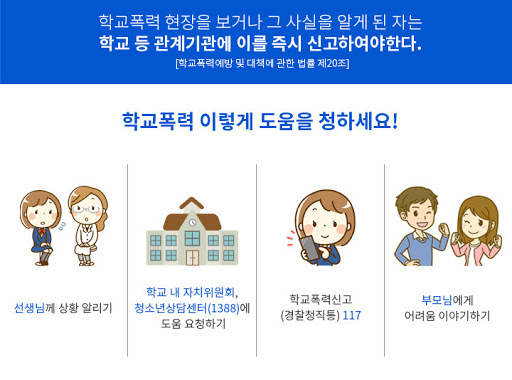 학교폭력 현장을 보거나 그 사실을 알게 된 자는
학교 등 관계기관에 이를 즉시 신고하여야한다.
[학교폭력예방 및 대책에 관한 법률 제20조]
학교폭력 이렇게 도움을 청하세요!
선생님께 상황 알리기
학교 내 자치위원회,
청소년상담센터(1388)에
도움 요청하기
학교폭력신고
(경찰청직통) 117
부모님에게
어려움 이야기하기